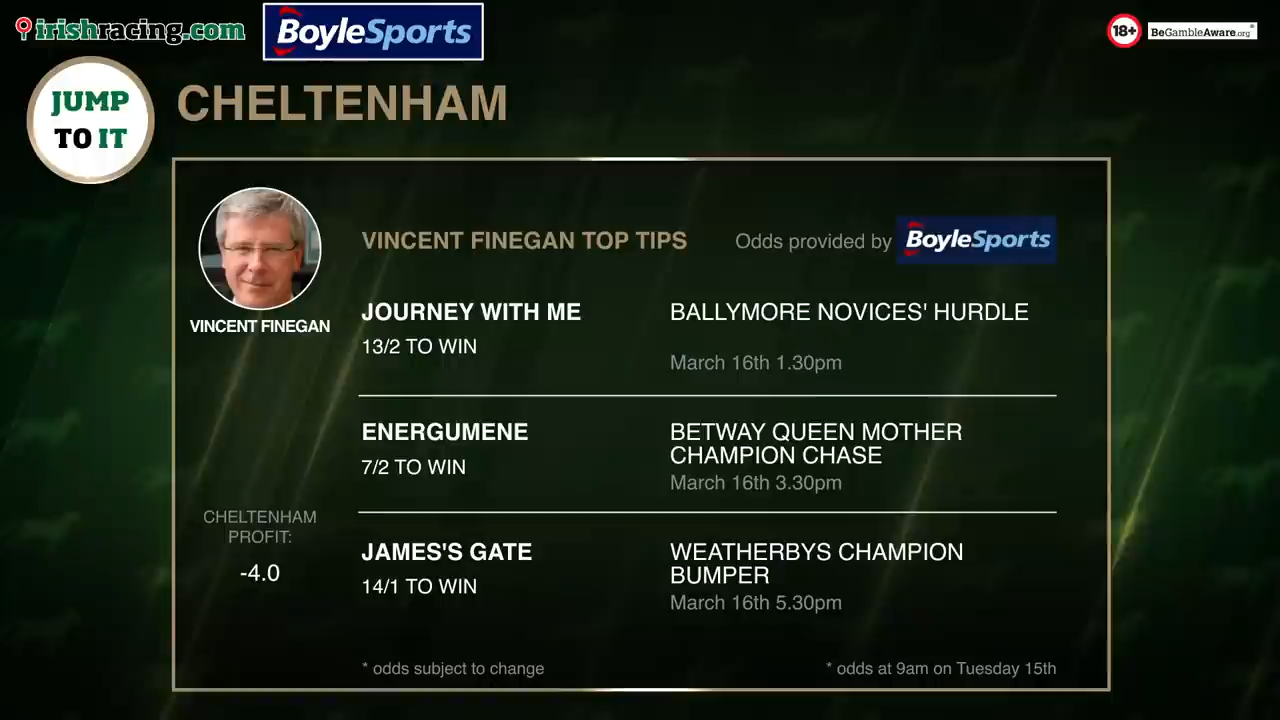 irishracing.com
BoyleSports
18+
BeGambleAware.org
JUMP
TO IT
CHELTENHAM
VINCENT FINEGAN TOP TIPS
Odds provided by BoyleSports
VINCENT FINEGAN
JOURNEY WITH ME
13/2 TO WIN
BALLYMORE NOVICES' HURDLE
March 16th 1.30pm
ENERGUMENE
7/2 TO WIN
BETWAY QUEEN MOTHER
CHAMPION CHASE
March 16th 3.30pm
CHELTENHAM
PROFIT:
-4.0
JAMES'S GATE
14/1 TO WIN
WEATHERBYS CHAMPION
BUMPER
March 16th 5.30pm
* odds subject to change
* odds at 9am on Tuesday 15th